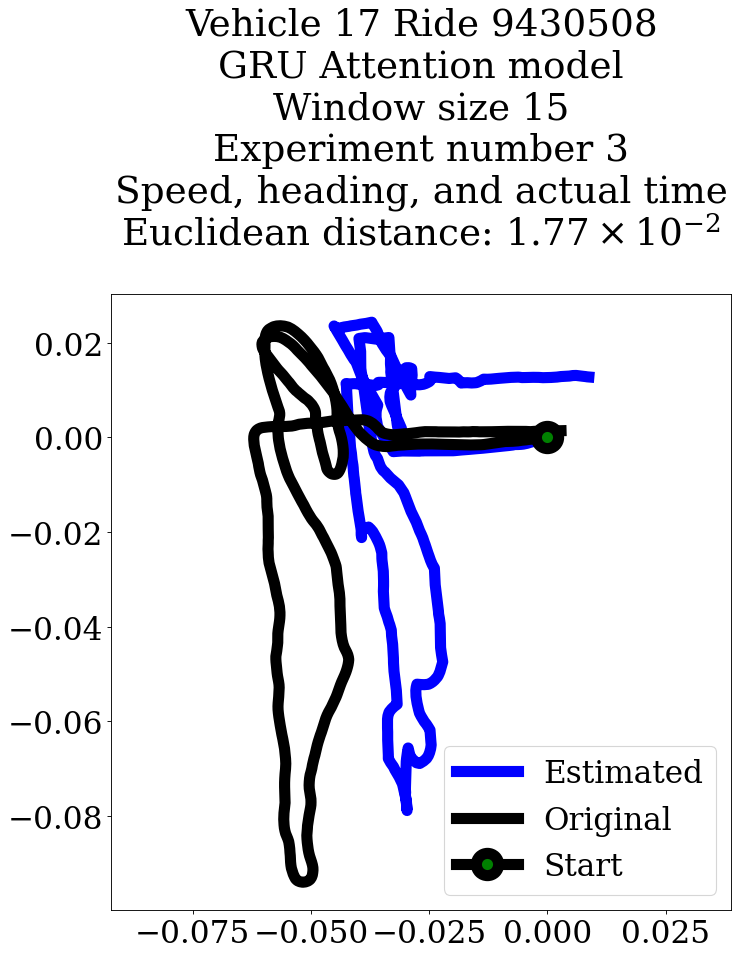 Vehicle 17 Ride 9430508
GRU Attention model
Window size 15
Experiment number 3
Speed, heading, and actual time
Euclidean distance: 1.77 × 10⁻²
0.02
0.00
−0.02
−0.04
−0.06
−0.08
Estimated
Original
Start
−0.075 −0.050 −0.025 0.000 0.025